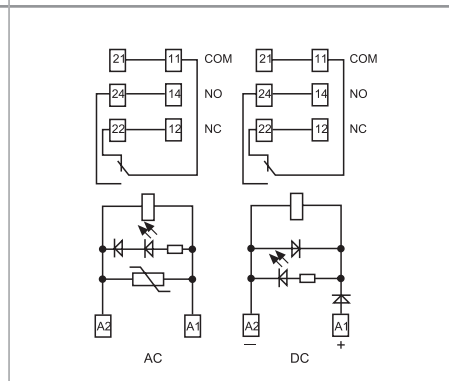 21 11 COM 21 11 COM
24 14 NO 24 14 NO
22 12 NC 22 12 NC
A2 A1 A2 A1
− +
AC DC